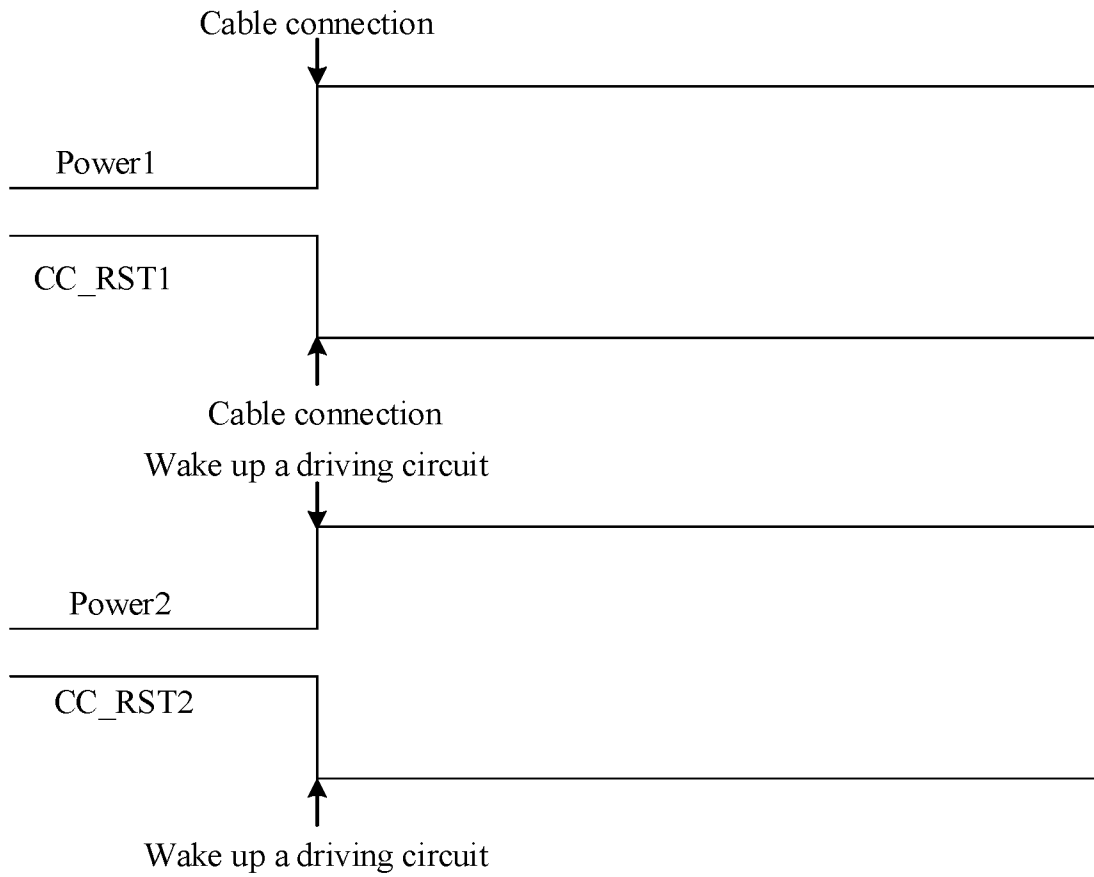 Cable connection
Power1
CC_RST1
Cable connection
Wake up a driving circuit
Power2
CC_RST2
Wake up a driving circuit